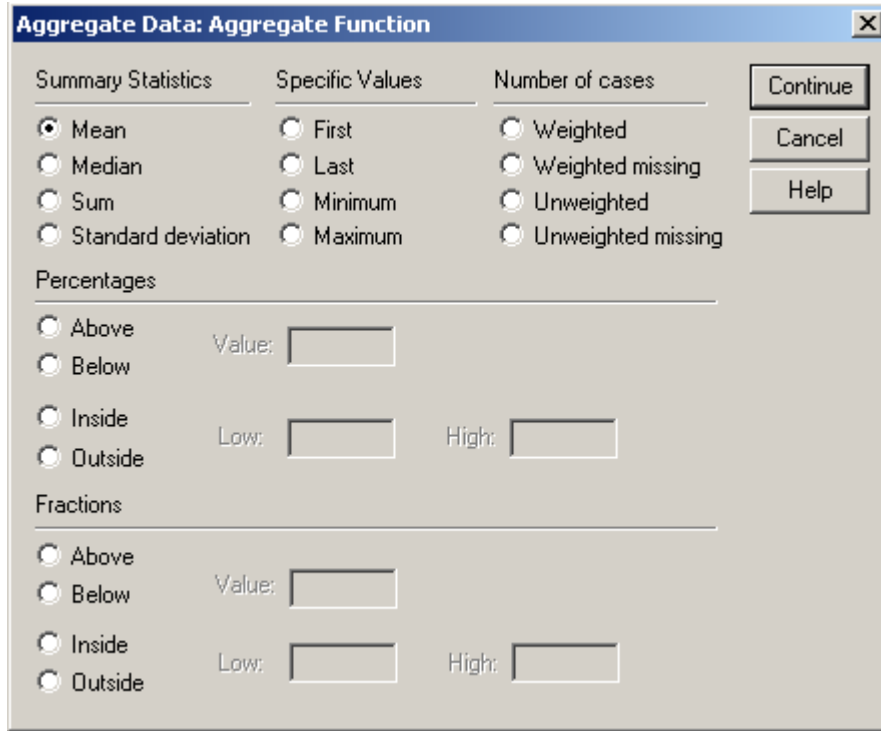 Aggregate Data: Aggregate Function
Summary Statistics Specific Values Number of cases Continue
Mean First Weighted
Cancel
Median Last Weighted missing
Sum Minimum Unweighted Help
Standard deviation Maximum Unweighted missing
Percentages
Above
Value:
Below
Inside
Low: High:
Outside
Fractions
Above
Value:
Below
Inside
Low: High:
Outside